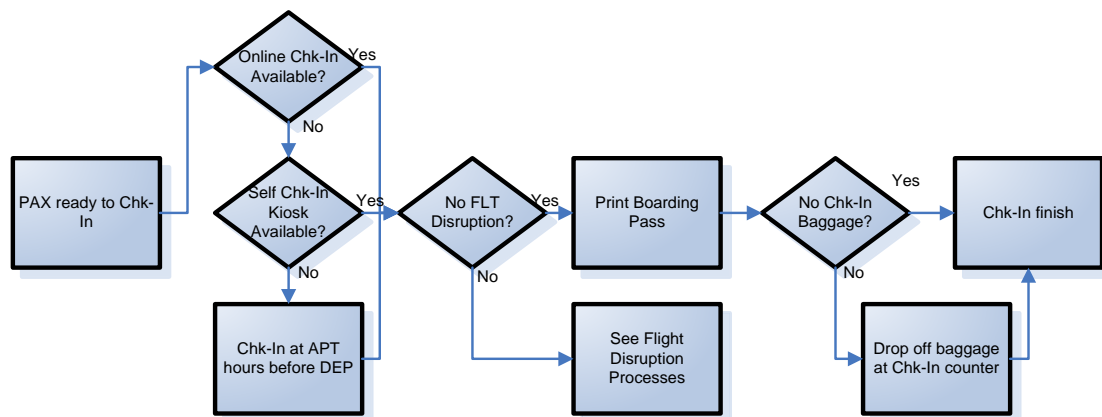 Online Chk-In
Available?
Yes
No
PAX ready to Chk-
In
Self Chk-In
Kiosk
Available?
Yes
No
No FLT
Disruption?
Yes
No
Print Boarding
Pass
No Chk-In
Baggage?
Yes
No
Chk-In finish
Chk-In at APT
hours before DEP
See Flight
Disruption
Processes
Drop off baggage
at Chk-In counter